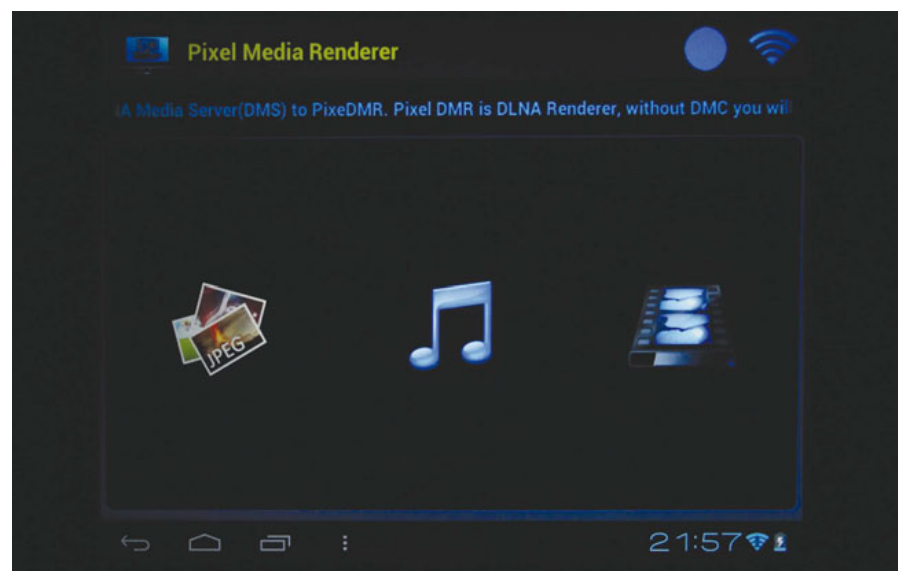 Pixel Media Renderer
A Media Server(DMS) to PixeDMR. Pixel DMR is DLNA Renderer, without DMC you will
JPEG
21:57